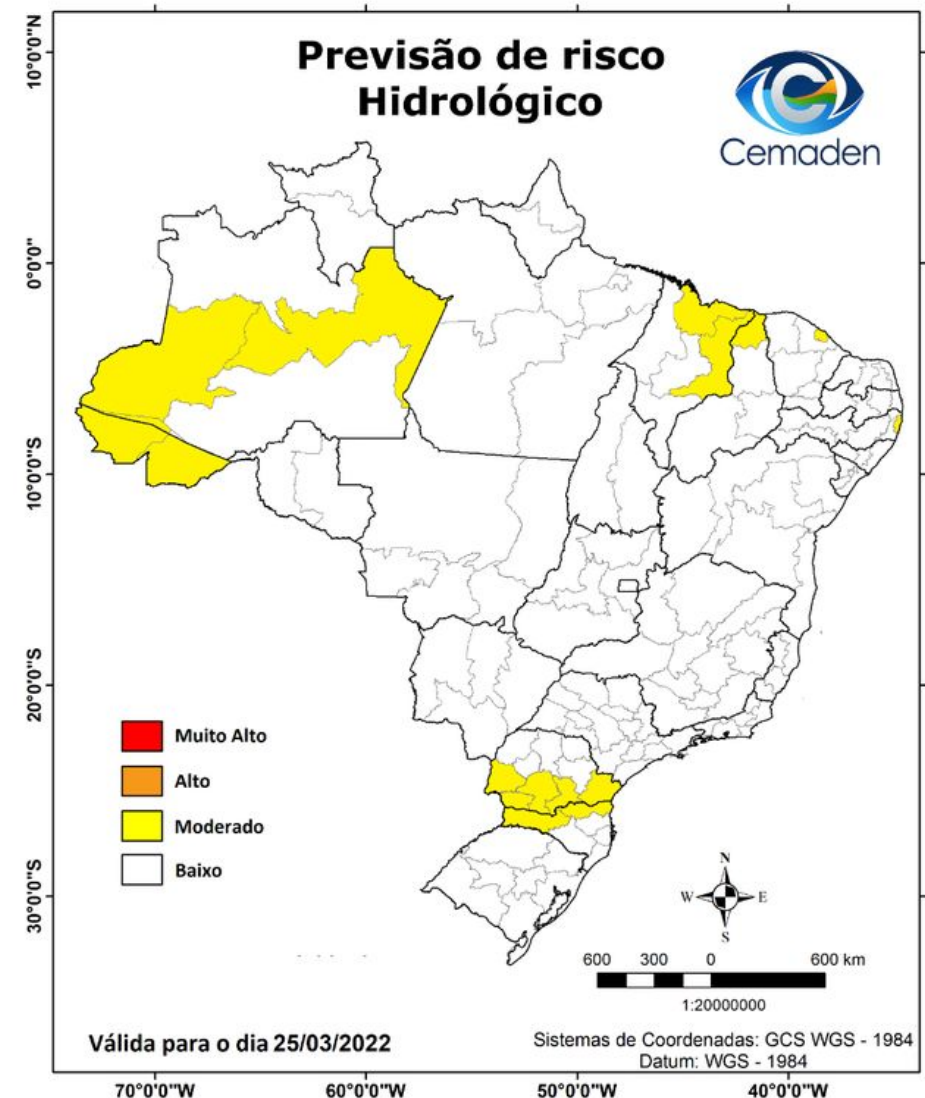 Previsão de risco
Hidrológico
Cemaden
10°0'0"N
0°0'0"
10°0'0"S
20°0'0"S
30°0'0"S
Muito Alto
Alto
Moderado
Baixo
N
W E
S
600 300 0 600 km
1:20000000
Válida para o dia 25/03/2022
Sistemas de Coordenadas: GCS WGS - 1984
Datum: WGS - 1984
70°0'0"W 60°0'0"W 50°0'0"W 40°0'0"W